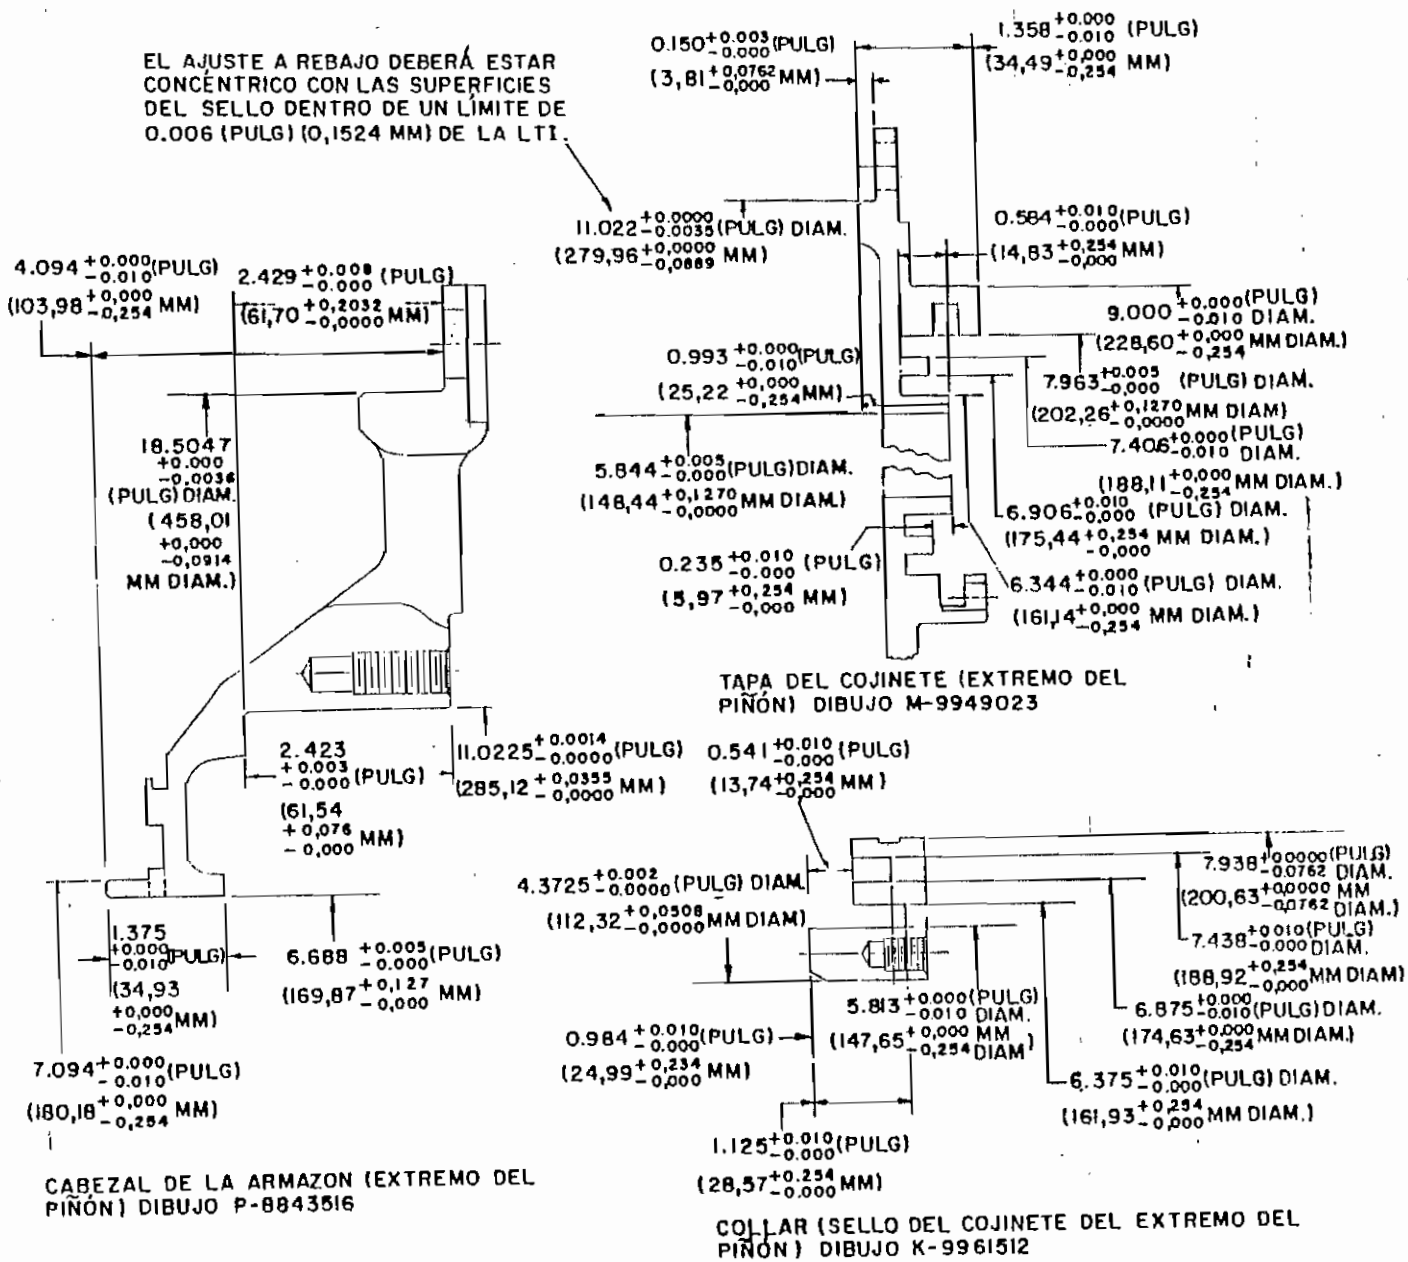 EL AJUSTE A REBAJO DEBERÁ ESTAR
CONCÉNTRICO CON LAS SUPERFICIES
DEL SELLO DENTRO DE UN LÍMITE DE
0.006 (PULG) (0,1524 MM) DE LA LTI.
4.094 +0.000 -0.010 (PULG)
(103,98 +0,000 -0,254 MM)
2.429 +0.008 -0.000 (PULG)
(61,70 +0,2032 -0,0000 MM)
18.5047
+0.000
-0.0036
(PULG) DIAM.
(458,01
+0,000
-0,0914
MM DIAM.)
2.423
+0.003
-0.000 (PULG)
(61,54
+0,076
-0,000 MM)
11.0225 +0.0014 -0.0000 (PULG)
(285,12 +0,0355 -0,0000 MM)
1.375
+0.000
-0.010 (PULG)
(34,93
+0,000
-0,254 MM)
6.688 +0.005 -0.000 (PULG)
(169,87 +0,127 -0,000 MM)
7.094 +0.000 -0.010 (PULG)
(180,18 +0,000 -0,254 MM)
CABEZAL DE LA ARMAZON (EXTREMO DEL
PIÑÓN) DIBUJO P-8843516
0.150 +0.003 -0.000 (PULG)
(3,81 +0,0762 -0,000 MM)
1.358 +0.000 -0.010 (PULG)
(34,49 +0,000 -0,254 MM)
11.022 +0.0000 -0.0035 (PULG) DIAM.
(279,96 +0,0000 -0,0889 MM)
0.584 +0.010 -0.000 (PULG)
(14,83 +0,254 -0,000 MM)
9.000 +0.000 -0.010 (PULG) DIAM.
(228,60 +0,000 -0,254 MM DIAM.)
0.993 +0.000 -0.010 (PULG)
(25,22 +0,000 -0,254 MM)
7.963 +0.005 -0,000 (PULG) DIAM.
(202,26 +0,1270 -0,0000 MM DIAM)
7.406 +0.000 -0.010 (PULG) DIAM.
(188,11 +0,000 -0,254 MM DIAM.)
5.844 +0.005 -0.000 (PULG) DIAM.
(148,44 +0,1270 -0,0000 MM DIAM.)
6.906 +0.010 -0.000 (PULG) DIAM.
(175,44 +0,254 -0,000 MM DIAM.)
0.235 +0.010 -0.000 (PULG)
(5,97 +0,254 -0,000 MM)
6.344 +0.000 -0.010 (PULG) DIAM.
(161,14 +0,000 -0,254 MM DIAM.)
TAPA DEL COJINETE (EXTREMO DEL
PIÑÓN) DIBUJO M-9949023
0.541 +0.010 -0.000 (PULG)
(13,74 +0,254 -0,000 MM)
4.3725 +0.002 -0.0000 (PULG) DIAM.
(112,32 +0,0508 -0,0000 MM DIAM)
7.938 +0.0000 -0.0762 (PULG) DIAM.
(200,63 +0,0000 -0,0762 MM DIAM.)
7.438 +0.010 -0.000 (PULG) DIAM.
(188,92 +0,254 -0,000 MM DIAM)
5.813 +0.000 -0.010 (PULG) DIAM.
(147,65 +0,000 -0,254 MM DIAM)
6.875 +0.000 -0.010 (PULG) DIAM.
(174,63 +0,000 -0,254 MM DIAM.)
0.984 +0.010 -0.000 (PULG)
(24,99 +0,234 -0,000 MM)
6.375 +0.010 -0.000 (PULG) DIAM.
(161,93 +0,254 -0,000 MM DIAM.)
1.125 +0.010 -0.000 (PULG)
(28,57 +0.254 -0.000 MM)
COLLAR (SELLO DEL COJINETE DEL EXTREMO DEL
PIÑÓN) DIBUJO K-9961512